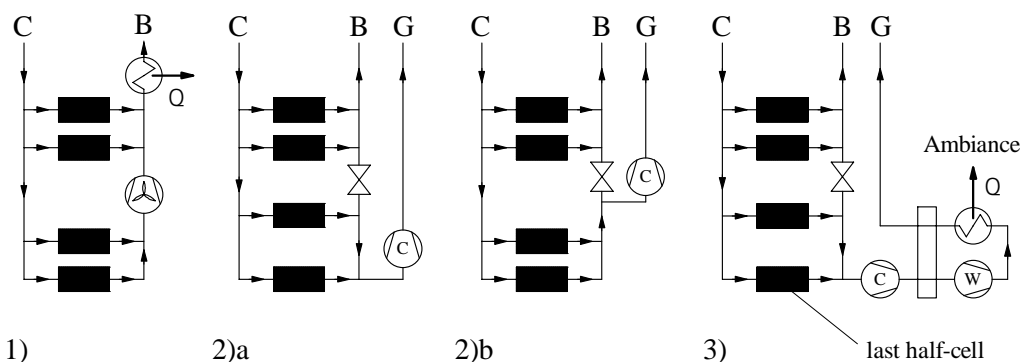 C B C B G C B G C B G
Q
Ambiance
Q
C
C
C W
1) 2)a 2)b 3)
last half-cell